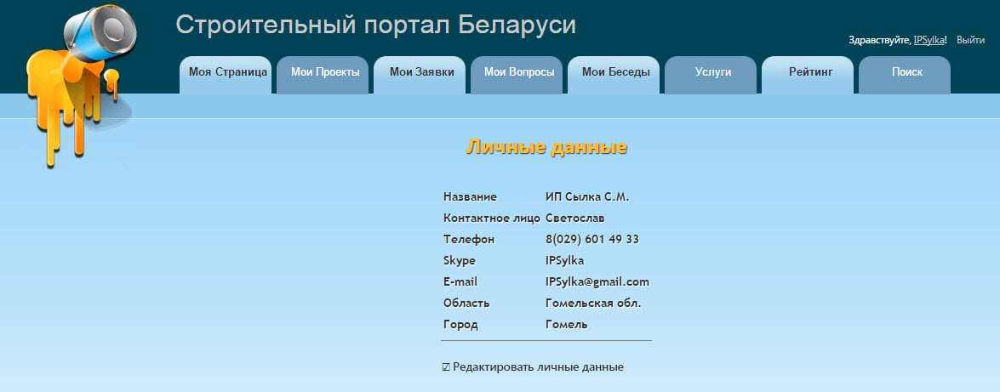 Строительный портал Беларуси
Здравствуйте, IPSylka! Выйти
Моя Страница Мои Проекты Мои Заявки Мои Вопросы Мои Беседы Услуги Рейтинг Поиск
Личные данные
Название ИП Сылка С.М.
Контактное лицо Светослав
Телефон 8(029) 601 49 33
Skype IPSylka
E-mail IPSylka@gmail.com
Область Гомельская обл.
Город Гомель
☑ Редактировать личные данные